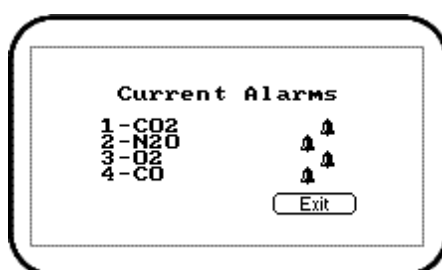 Current Alarms
1-CO2
2-N2O
3-O2
4-CO
Exit